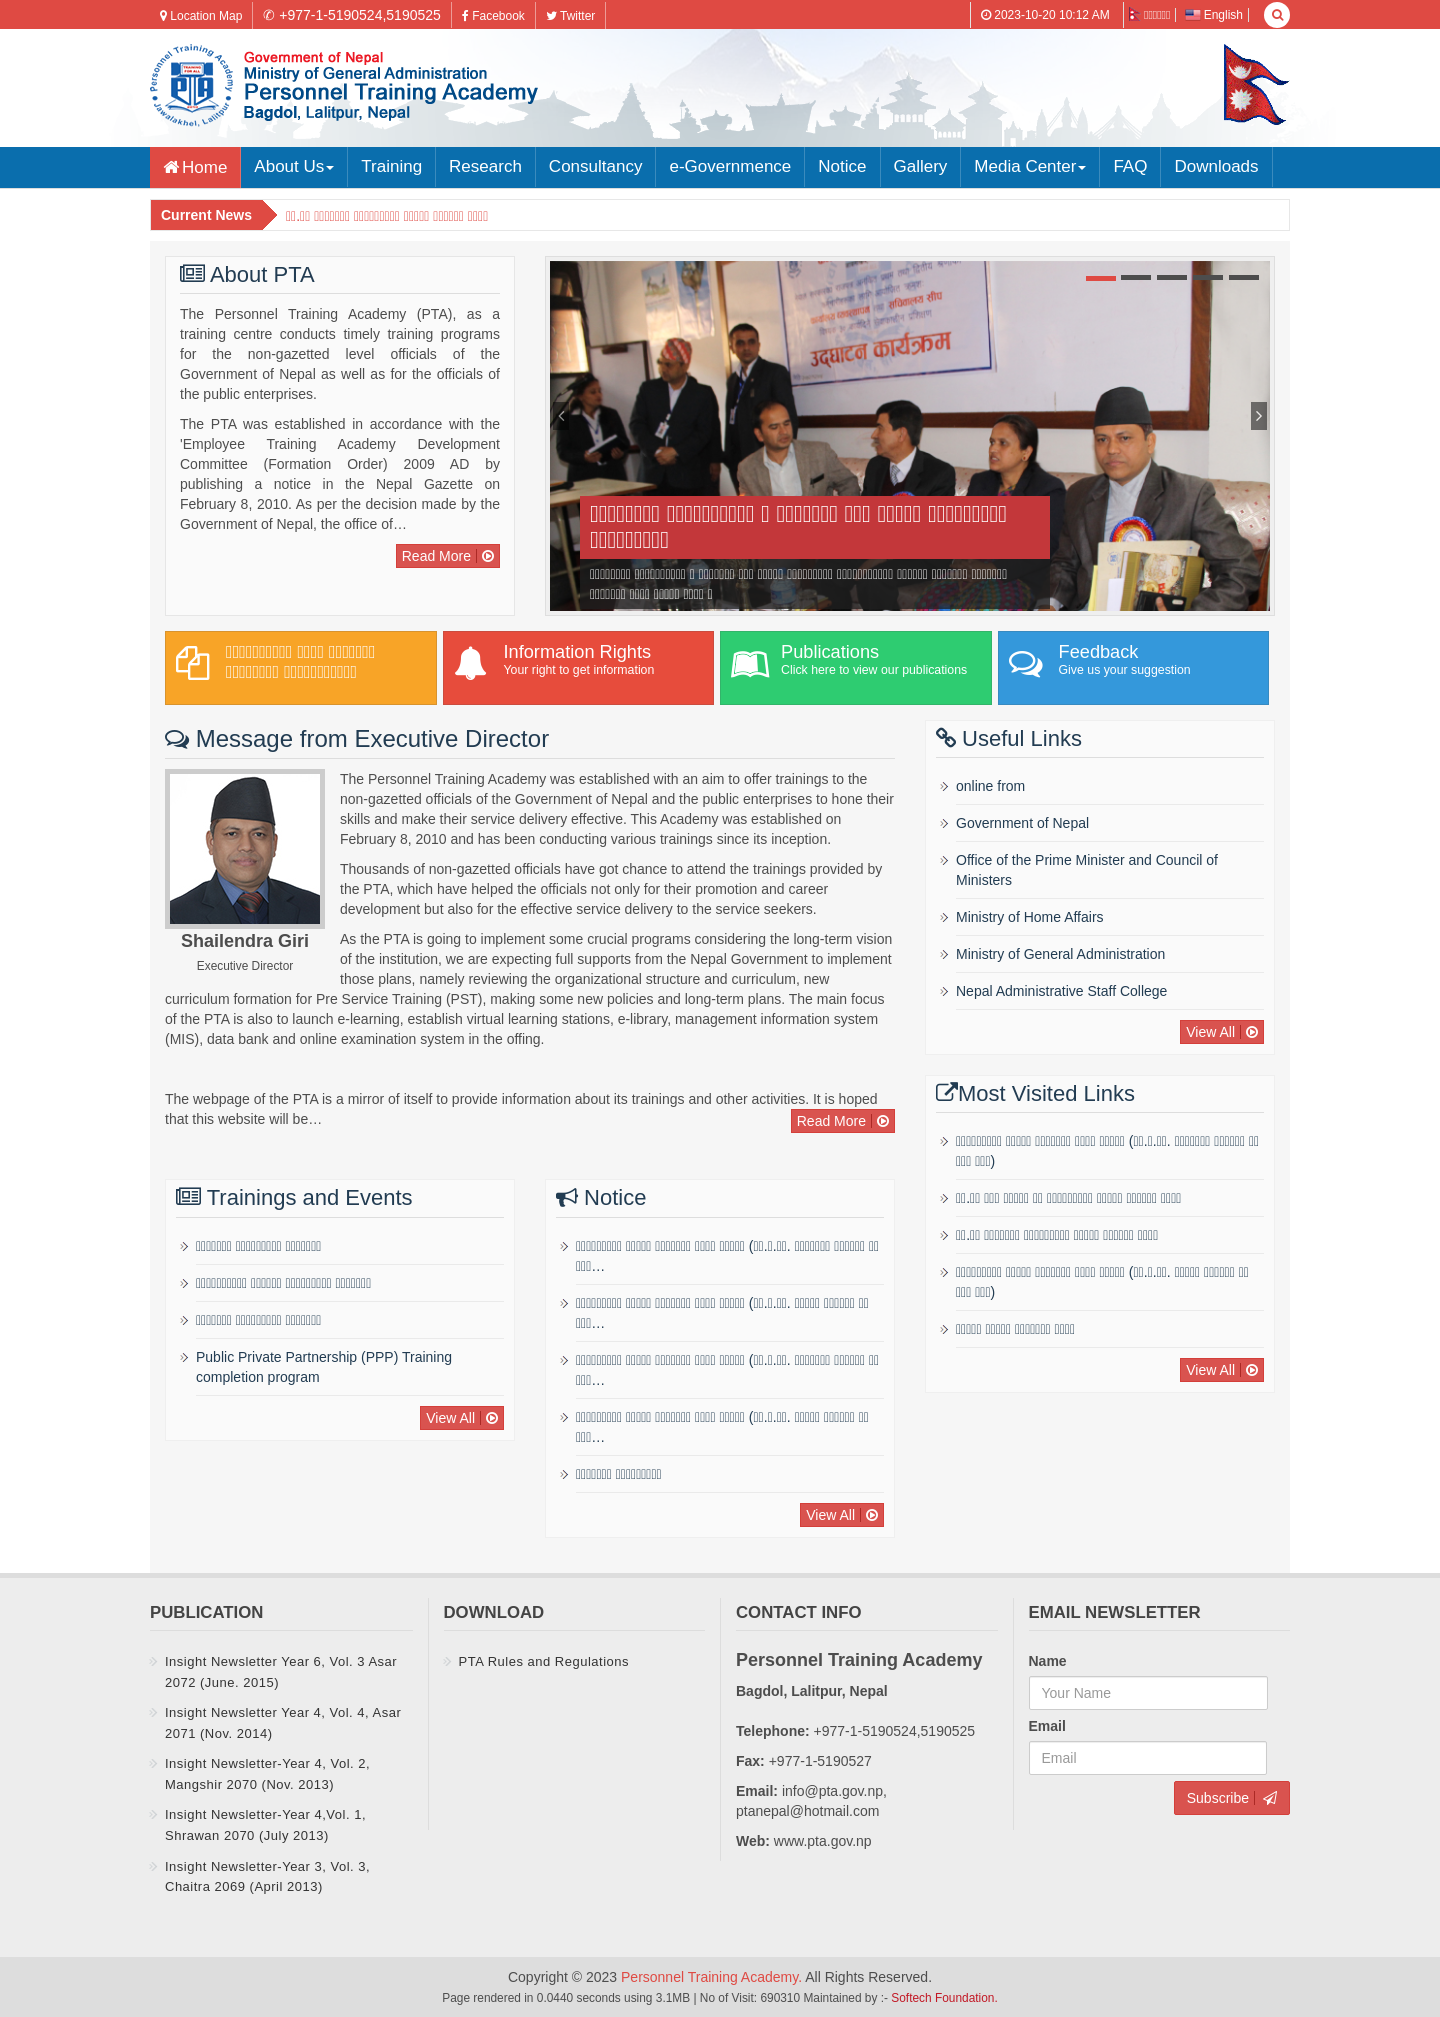 Location Map
✆ +977-1-5190524,5190525
Facebook
Twitter
2023-10-20 10:12 AM
English
Personnel Training Academy
Jawalakhel, Lalitpur
TRAINING FOR ALL
PTA
Government of Nepal
Ministry of General Administration
Personnel Training Academy
Bagdol, Lalitpur, Nepal
Home
About Us
Training
Research
Consultancy
e-Governmence
Notice
Gallery
Media Center
FAQ
Downloads
Current News
About PTA
The Personnel Training Academy (PTA), as a
training centre conducts timely training programs
for the non-gazetted level officials of the
Government of Nepal as well as for the officials of
the public enterprises.
The PTA was established in accordance with the
'Employee Training Academy Development
Committee (Formation Order) 2009 AD by
publishing a notice in the Nepal Gazette on
February 8, 2010. As per the decision made by the
Government of Nepal, the office of…
Read More
उद्घाटन कार्यक्रम
Information Rights
Your right to get information
Publications
Click here to view our publications
Feedback
Give us your suggestion
Message from Executive Director
The Personnel Training Academy was established with an aim to offer trainings to the
non-gazetted officials of the Government of Nepal and the public enterprises to hone their
skills and make their service delivery effective. This Academy was established on
February 8, 2010 and has been conducting various trainings since its inception.
Thousands of non-gazetted officials have got chance to attend the trainings provided by
the PTA, which have helped the officials not only for their promotion and career
development but also for the effective service delivery to the service seekers.
Shailendra Giri
Executive Director
As the PTA is going to implement some crucial programs considering the long-term vision
of the institution, we are expecting full supports from the Nepal Government to implement
those plans, namely reviewing the organizational structure and curriculum, new
curriculum formation for Pre Service Training (PST), making some new policies and long-term plans. The main focus
of the PTA is also to launch e-learning, establish virtual learning stations, e-library, management information system
(MIS), data bank and online examination system in the offing.
The webpage of the PTA is a mirror of itself to provide information about its trainings and other activities. It is hoped
that this website will be…
Read More
Useful Links
online from
Government of Nepal
Office of the Prime Minister and Council of
Ministers
Ministry of Home Affairs
Ministry of General Administration
Nepal Administrative Staff College
View All
Most Visited Links
View All
Trainings and Events
Public Private Partnership (PPP) Training
completion program
View All
Notice
View All
PUBLICATION
Insight Newsletter Year 6, Vol. 3 Asar
2072 (June. 2015)
Insight Newsletter Year 4, Vol. 4, Asar
2071 (Nov. 2014)
Insight Newsletter-Year 4, Vol. 2,
Mangshir 2070 (Nov. 2013)
Insight Newsletter-Year 4,Vol. 1,
Shrawan 2070 (July 2013)
Insight Newsletter-Year 3, Vol. 3,
Chaitra 2069 (April 2013)
DOWNLOAD
PTA Rules and Regulations
CONTACT INFO
Personnel Training Academy
Bagdol, Lalitpur, Nepal
Telephone: +977-1-5190524,5190525
Fax: +977-1-5190527
Email: info@pta.gov.np,
ptanepal@hotmail.com
Web: www.pta.gov.np
EMAIL NEWSLETTER
Name
Your Name
Email
Email
Subscribe
Copyright © 2023 Personnel Training Academy. All Rights Reserved.
Page rendered in 0.0440 seconds using 3.1MB | No of Visit: 690310 Maintained by :- Softech Foundation.